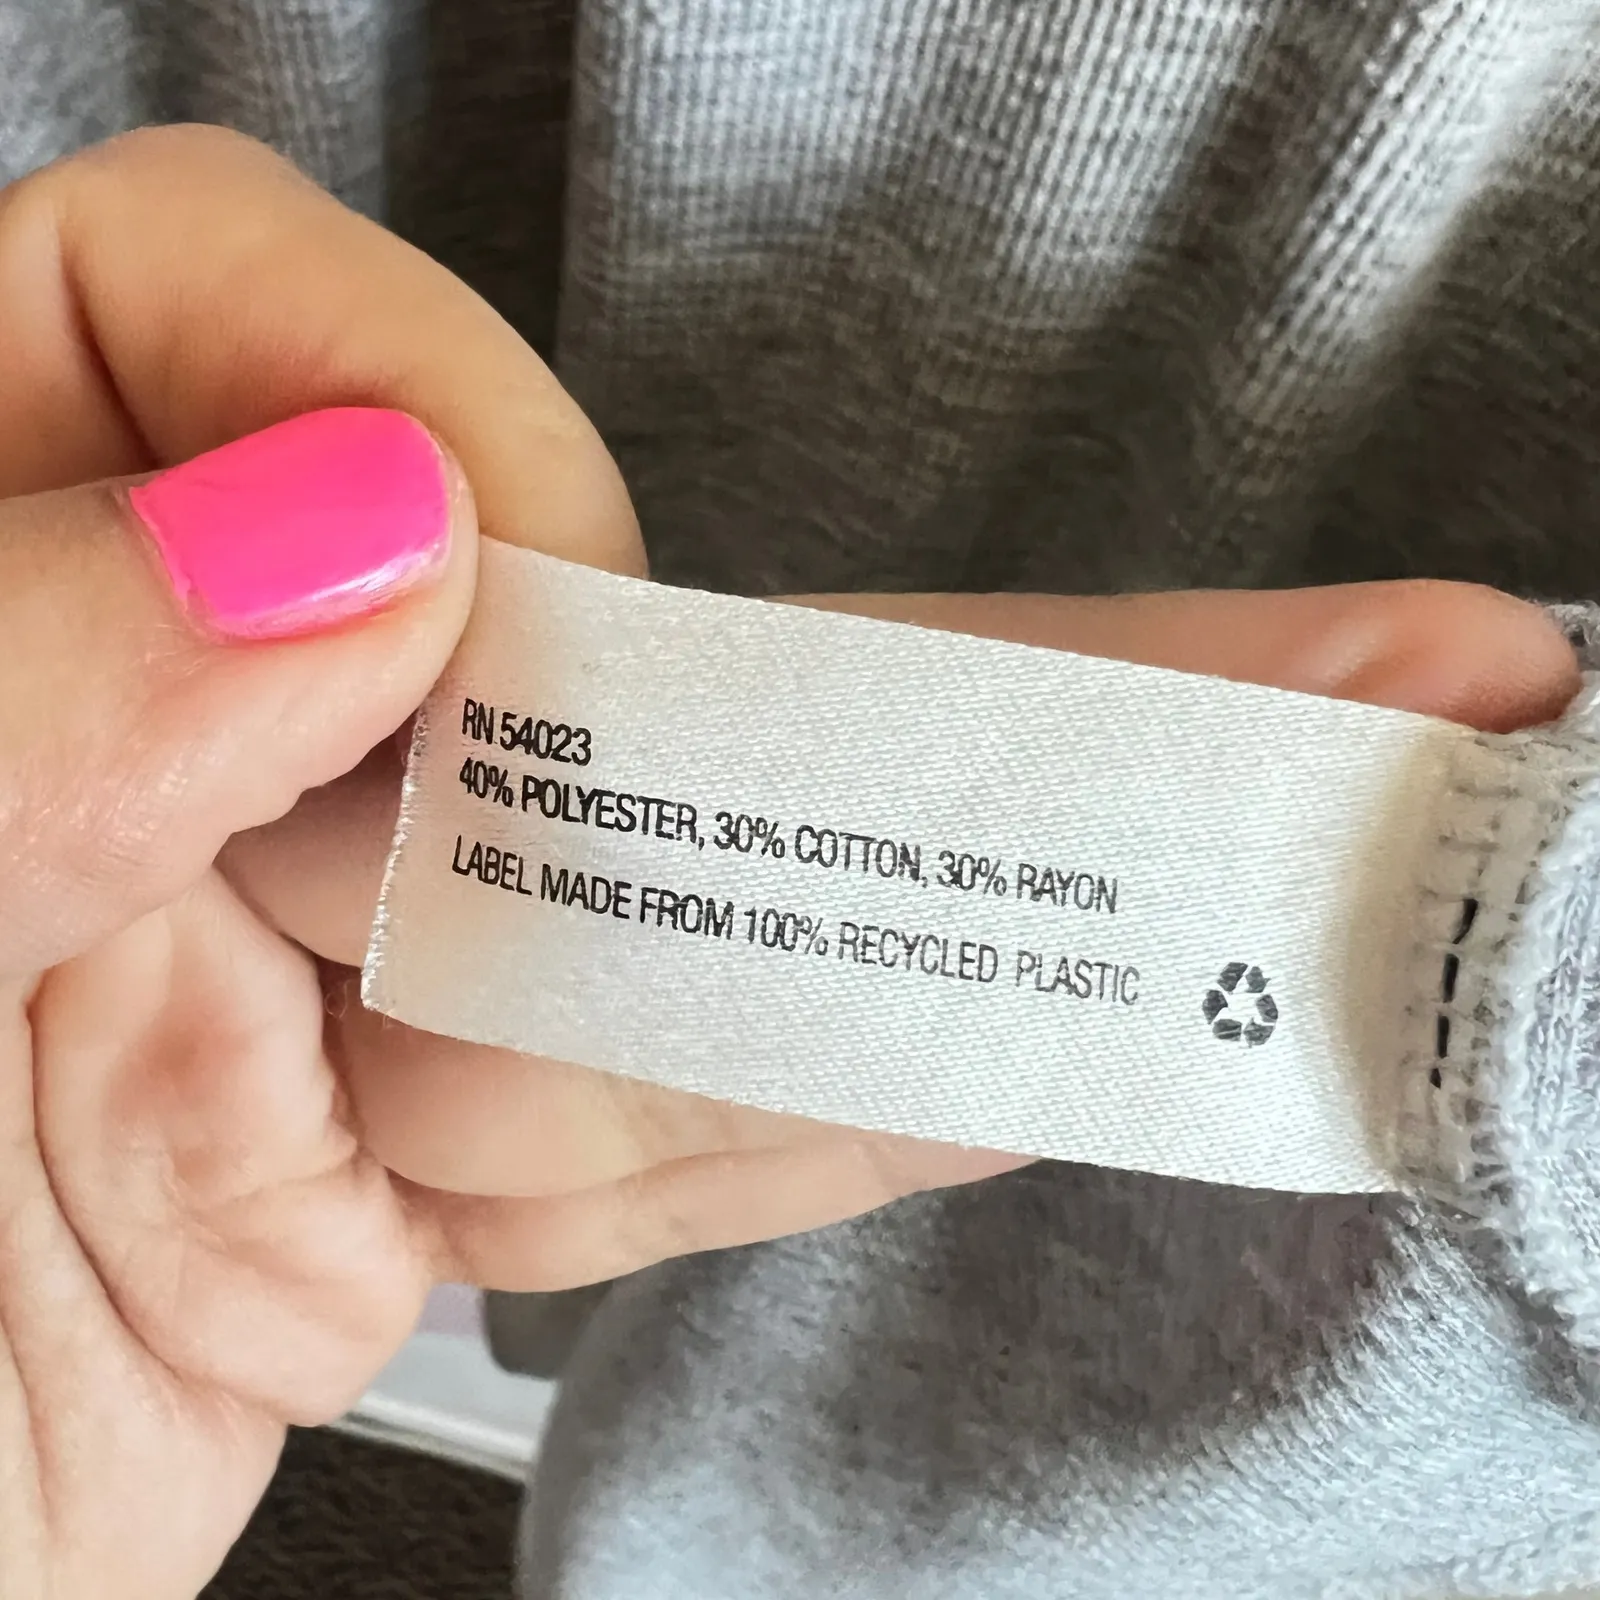 RN 54023
40% POLYESTER, 30% COTTON, 30% RAYON
LABEL MADE FROM 100% RECYCLED PLASTIC